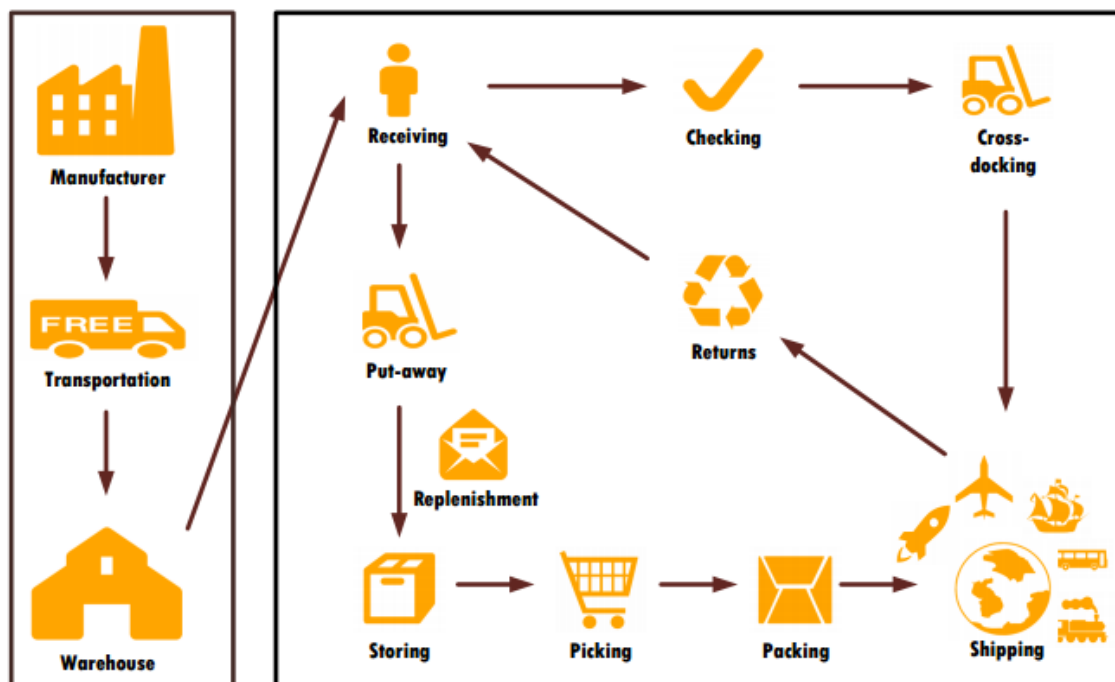 Manufacturer
FREE
Transportation
Warehouse
Receiving
Checking
Cross-
docking
Put-away
Returns
Replenishment
Storing
Picking
Packing
Shipping